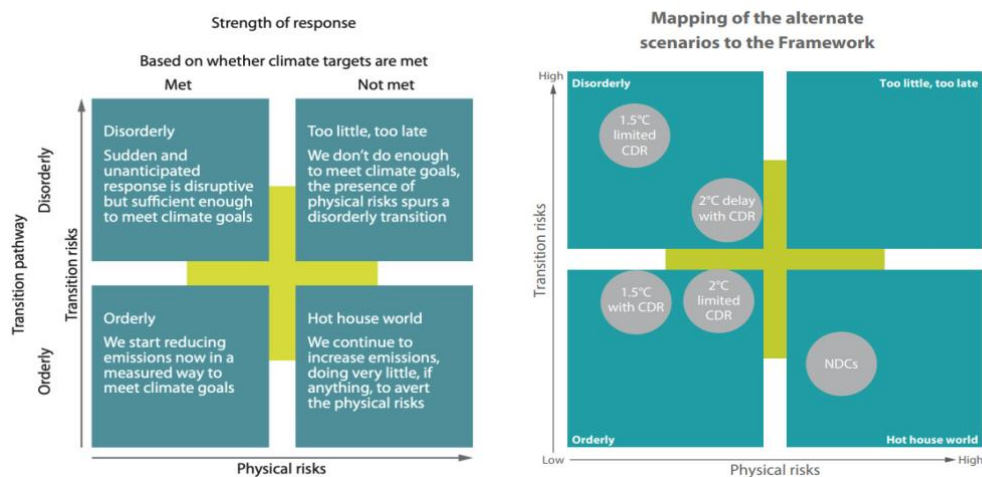 Strength of response
Based on whether climate targets are met
Met
Not met
Transition pathway
Disorderly
Orderly
Transition risks
Disorderly
Sudden and
unanticipated
response is disruptive
but sufficient enough
to meet climate goals
Too little, too late
We don't do enough
to meet climate goals,
the presence of
physical risks spurs a
disorderly transition
Orderly
We start reducing
emissions now in a
measured way to
meet climate goals
Hot house world
We continue to
increase emissions,
doing very little, if
anything, to avert
the physical risks
Physical risks
Mapping of the alternate
scenarios to the Framework
High
Transition risks
Disorderly
Too little, too late
1.5°C
limited
CDR
2°C delay
with CDR
1.5°C
with CDR
2°C
limited
CDR
NDCs
Orderly
Hot house world
Low
Physical risks
High